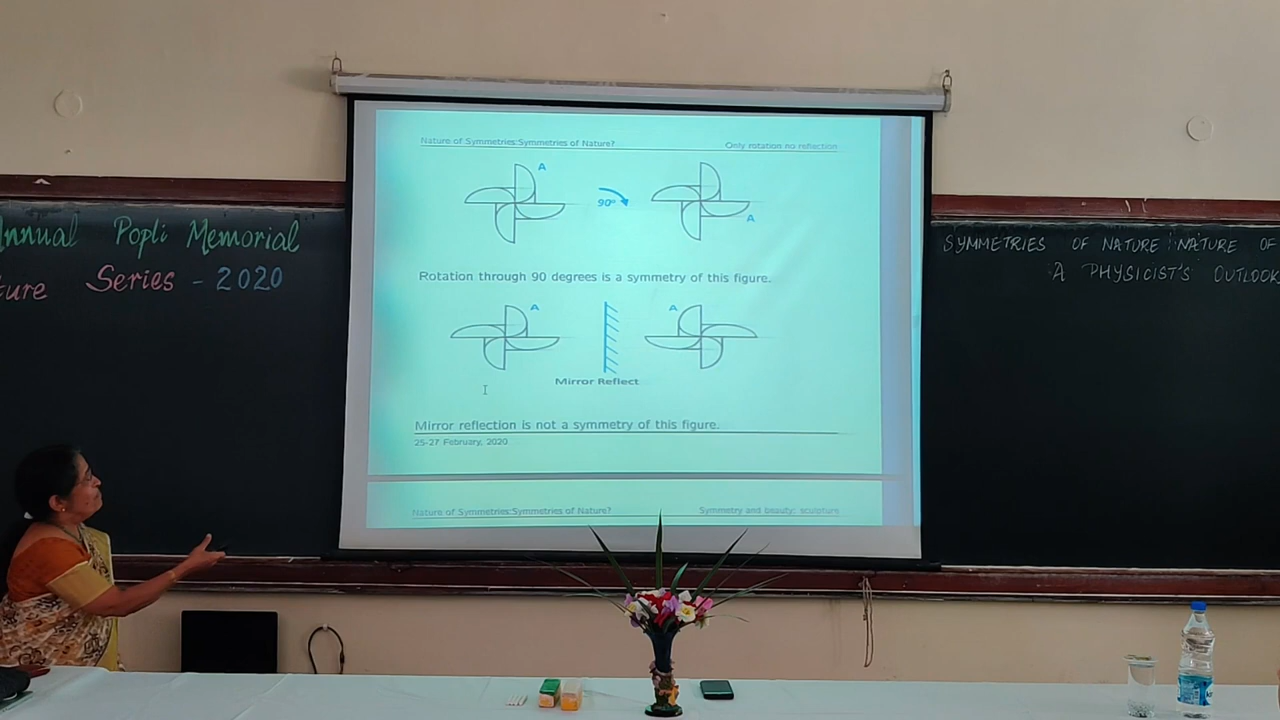 Annual Popli Memorial
Series - 2020
Nature of Symmetries:Symmetries of Nature?
Only rotation no reflection
A
90°
A
Rotation through 90 degrees is a symmetry of this figure.
A
A
Mirror Reflect
Mirror reflection is not a symmetry of this figure.
25-27 February, 2020
Nature of Symmetries:Symmetries of Nature?
Symmetry and beauty: sculpture
SYMMETRIES OF NATURE : NATURE OF
A PHYSICIST'S OUTLOOK